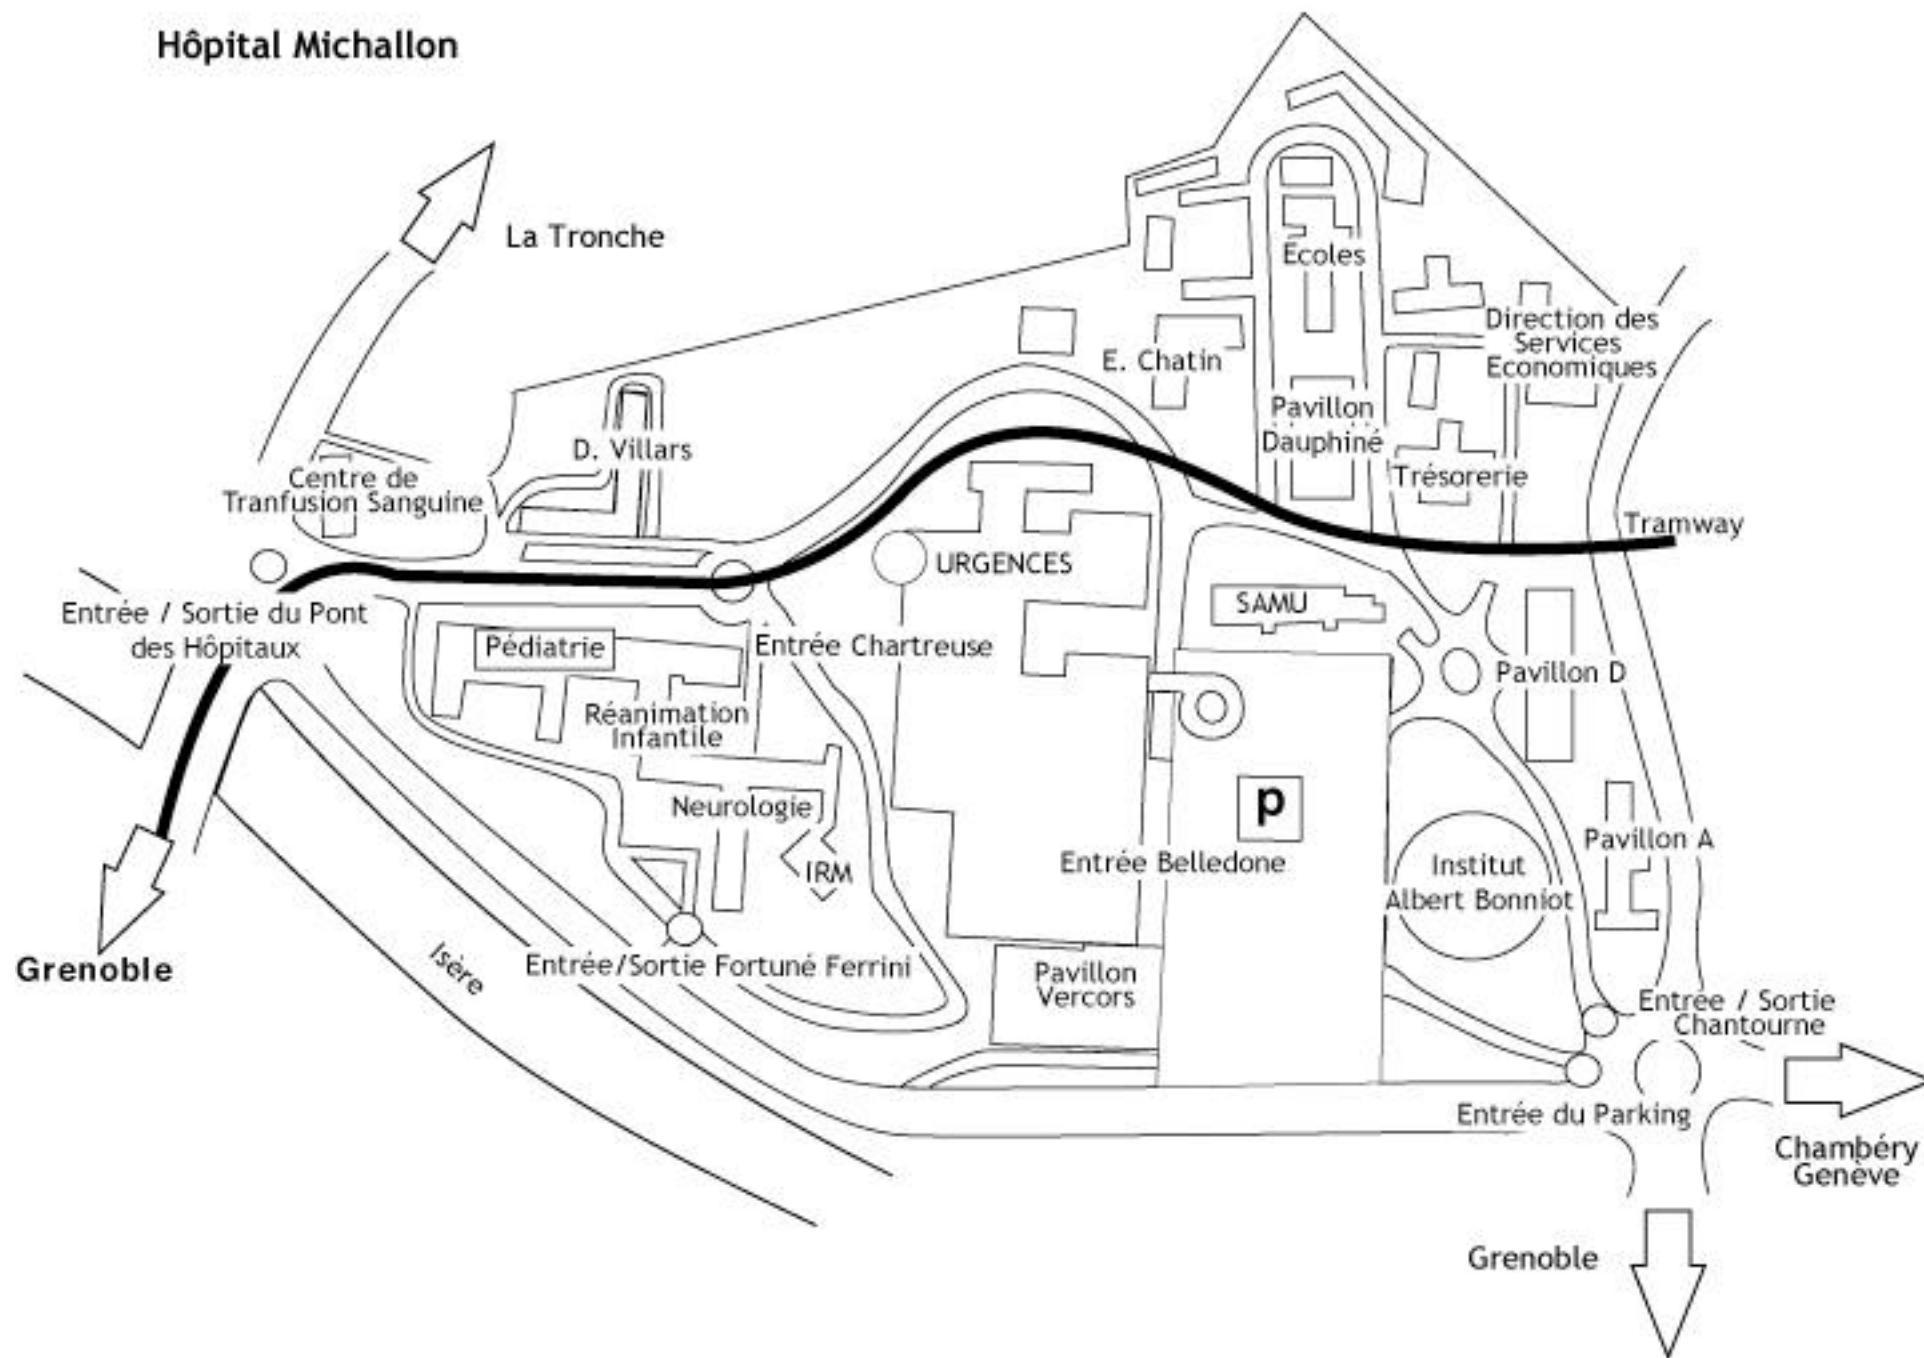 Hôpital Michallon
La Tronche
Ecoles
Direction des
Services
Economiques
E. Chatin
Pavillon
Dauphiné
D. Villars
Centre de
Tranfusion Sanguine
Trésorerie
Tramway
URGENCES
SAMU
Entrée / Sortie du Pont
des Hôpitaux
Pédiatrie
Entrée Chartreuse
Pavillon D
Réanimation
Infantile
Neurologie
p
Pavillon A
IRM
Entrée Belledone
Institut
Albert Bonniot
Grenoble
Isère
Entrée/Sortie Fortuné Ferrini
Pavillon
Vercors
Entrée / Sortie
Chantourne
Entrée du Parking
Chambéry
Genève
Grenoble